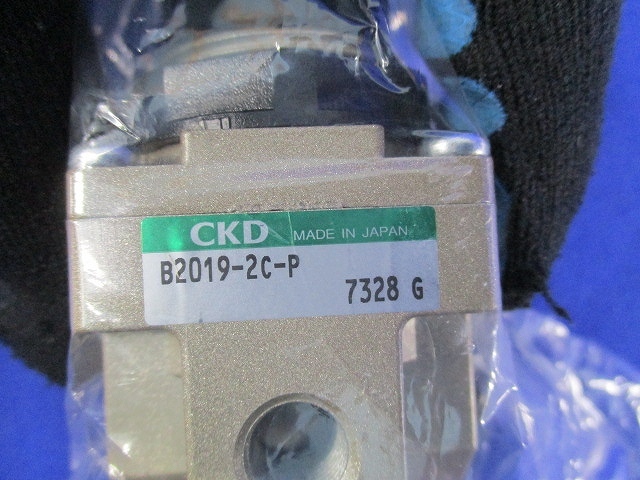 CKD MADE IN JAPAN
B2019-2C-P
7328 G